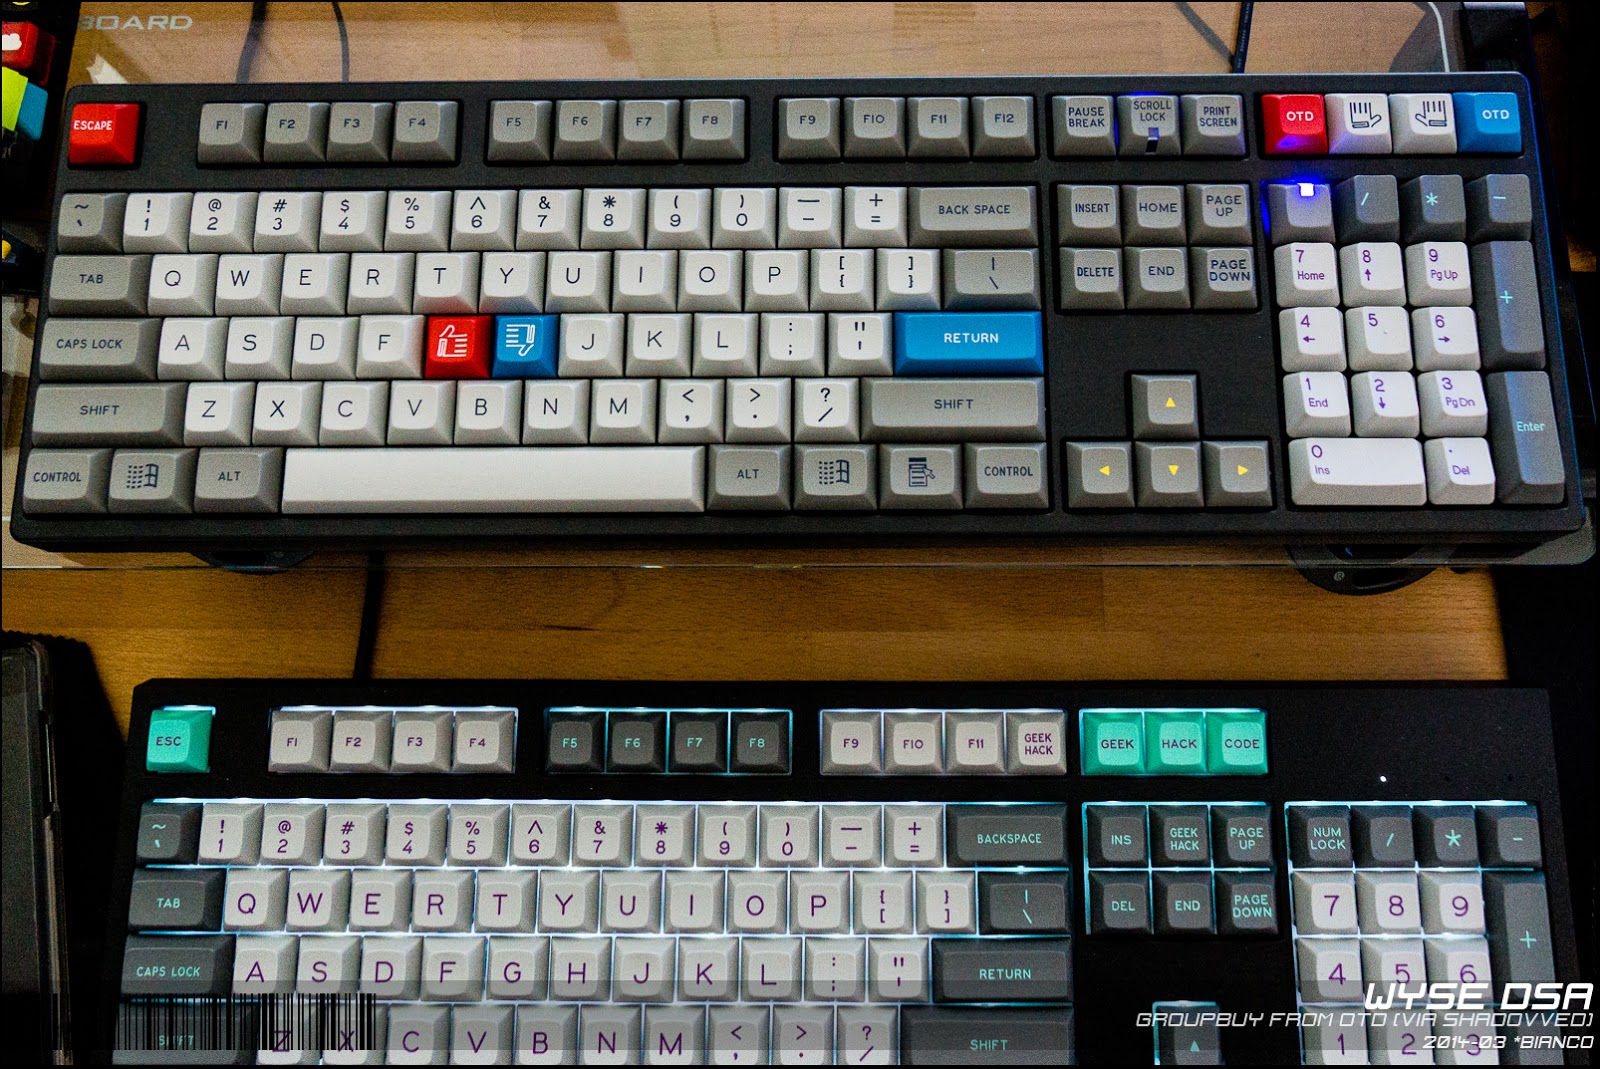 BOARD
ESCAPE F1 F2 F3 F4 F5 F6 F7 F8 F9 F10 F11 F12 PAUSE BREAK SCROLL LOCK PRINT SCREEN OTD OTD
~ ` ! 1 @ 2 # 3 $ 4 % 5 ^ 6 & 7 * 8 ( 9 ) 0 — - + = BACK SPACE INSERT HOME PAGE UP / * -
TAB Q W E R T Y U I O P [ { ] } | \ DELETE END PAGE DOWN 7 Home 8 ↑ 9 PgUp +
CAPS LOCK A S D F J K L : ; " ' RETURN 4 ← 5 6 →
SHIFT Z X C V B N M < , > . ? / SHIFT ▲ 1 End 2 ↓ 3 PgDn Enter
CONTROL ALT ALT CONTROL ◄ ▼ ► 0 Ins . Del
ESC F1 F2 F3 F4 F5 F6 F7 F8 F9 F10 F11 GEEK HACK GEEK HACK CODE
~ ` ! 1 @ 2 # 3 $ 4 % 5 ^ 6 & 7 * 8 ( 9 ) 0 — - + = BACKSPACE INS GEEK HACK PAGE UP NUM LOCK / * -
TAB Q W E R T Y U I O P { [ } ] | \ DEL END PAGE DOWN 7 8 9 +
CAPS LOCK A S D F G H J K L : ; " ' RETURN 4 5 6
SHIFT Z X C V B N M < , > . ? / SHIFT ▲ 1 2 3
WYSE DSA
GROUPBUY FROM OTD (VIA SHADOVVED)
2014-03 *BIANCO